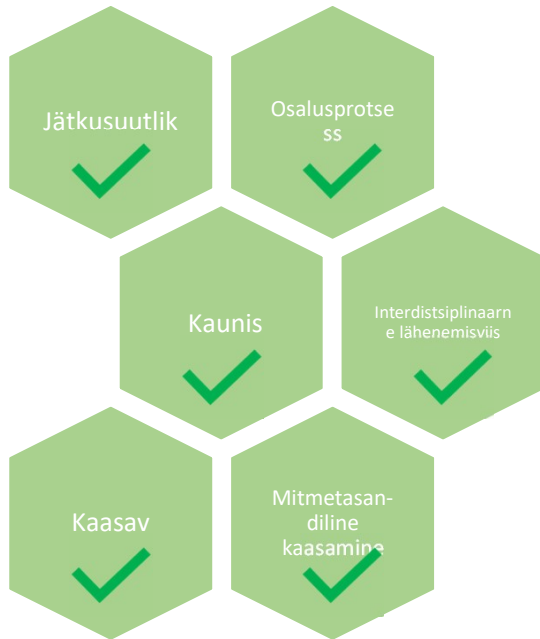 Jätkusuutlik
Osalusprotse
ss
Kaunis
Interdistsiplinaarn
e lähenemisviis
Kaasav
Mitmetasan-
diline
kaasamine